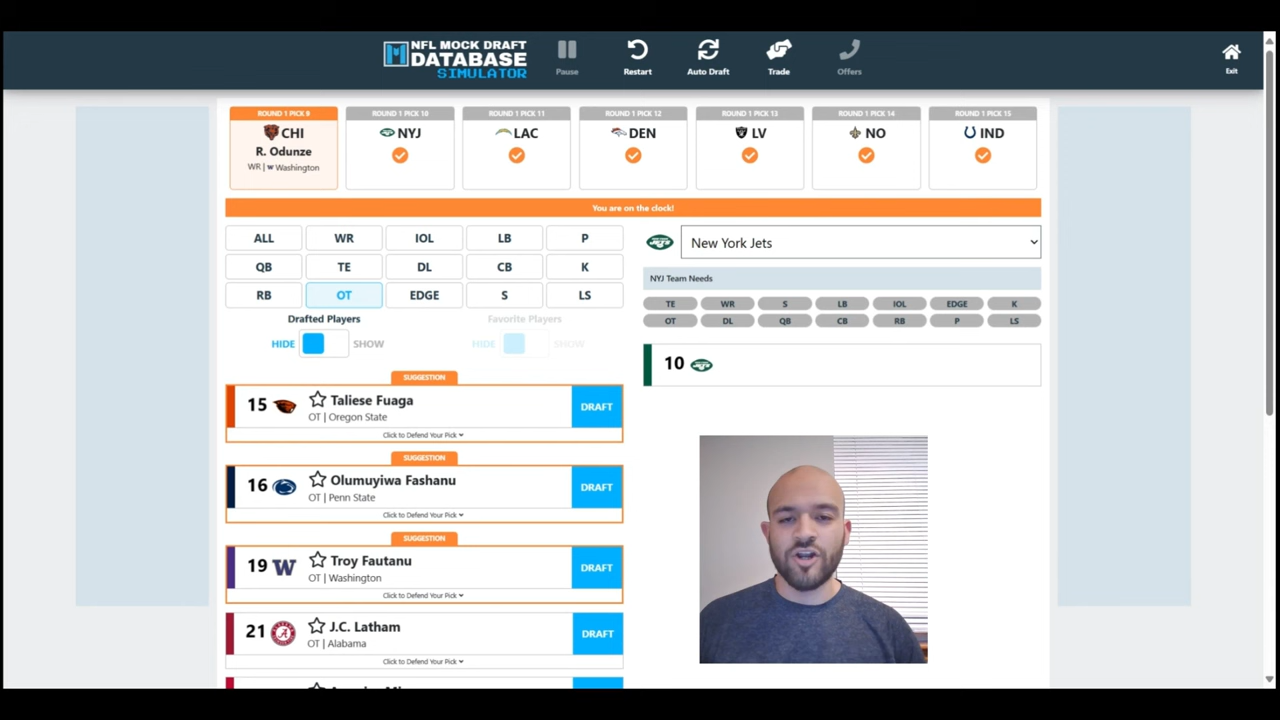 NFL MOCK DRAFT
DATABASE
SIMULATOR
Pause
Restart
Auto Draft
Trade
Offers
Exit
ROUND 1 PICK 9
CHI
R. Odunze
WR | W Washington
ROUND 1 PICK 10
NYJ
ROUND 1 PICK 11
LAC
ROUND 1 PICK 12
DEN
ROUND 1 PICK 13
LV
ROUND 1 PICK 14
NO
ROUND 1 PICK 15
IND
You are on the clock!
ALL WR IOL LB P
QB TE DL CB K
RB OT EDGE S LS
Drafted Players
HIDE SHOW
Favorite Players
HIDE SHOW
SUGGESTION
15 Taliese Fuaga
OT | Oregon State
DRAFT
Click to Defend Your Pick
SUGGESTION
16 Olumuyiwa Fashanu
OT | Penn State
DRAFT
Click to Defend Your Pick
SUGGESTION
19 W Troy Fautanu
OT | Washington
DRAFT
Click to Defend Your Pick
21 J.C. Latham
OT | Alabama
DRAFT
Click to Defend Your Pick
New York Jets
NYJ Team Needs
TE WR S LB IOL EDGE K
OT DL QB CB RB P LS
10